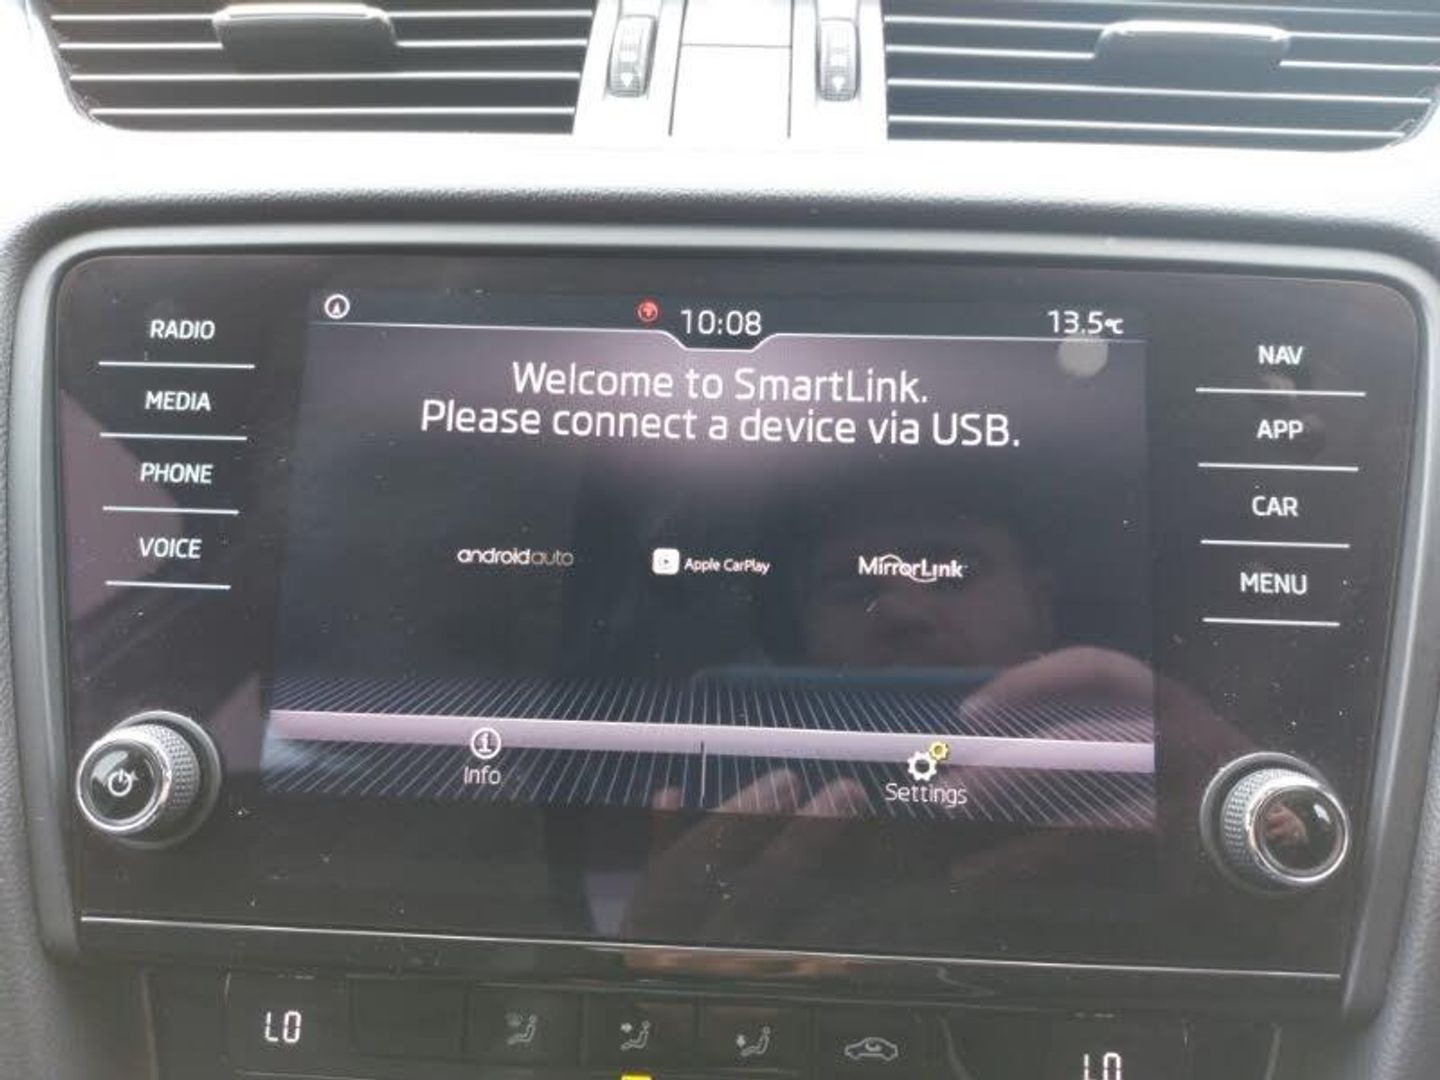 10:08
13.5°C
RADIO
MEDIA
PHONE
VOICE
Welcome to SmartLink.
Please connect a device via USB.
androidauto
Apple CarPlay
MirrorLink
Info
Settings
NAV
APP
CAR
MENU
LO
LO